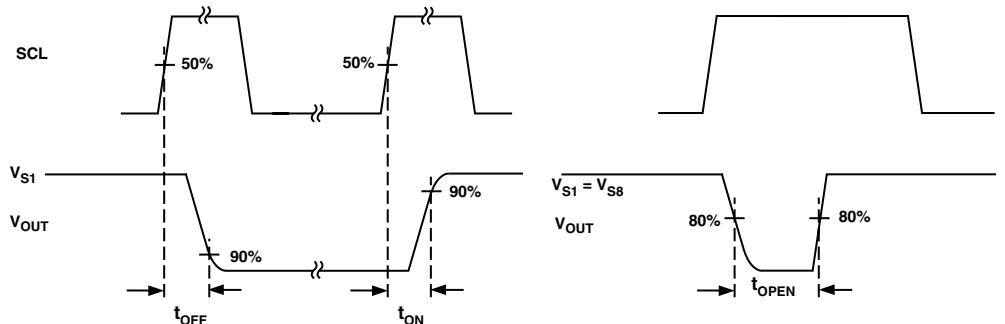 SCL
50%
50%
V_S1
V_OUT
90%
90%
t_OFF
t_ON
V_S1 = V_S8
V_OUT
80%
80%
t_OPEN